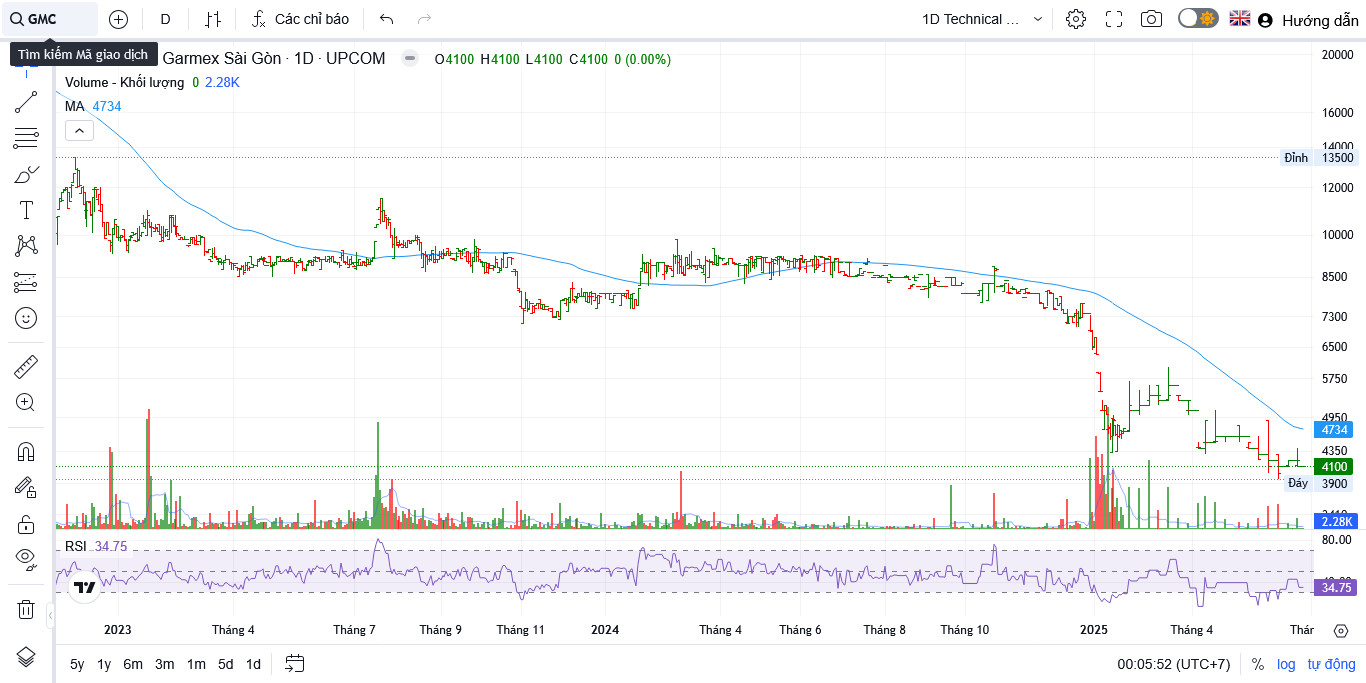 GMC
D
Các chỉ báo
1D Technical ...
Hướng dẫn
Tìm kiếm Mã giao dịch
Garmex Sài Gòn · 1D · UPCOM
O4100 H4100 L4100 C4100 0 (0.00%)
Volume - Khối lượng 0 2.28K
MA 4734
20000
16000
14000
Đỉnh 13500
12000
10000
8500
7300
6500
5750
4950
4734
4350
4100
Đáy 3900
2.28K
RSI 34.75
80.00
34.75
2023 Tháng 4 Tháng 7 Tháng 9 Tháng 11 2024 Tháng 4 Tháng 6 Tháng 8 Tháng 10 2025 Tháng 4 Thár
5y 1y 6m 3m 1m 5d 1d
00:05:52 (UTC+7) % log tự động